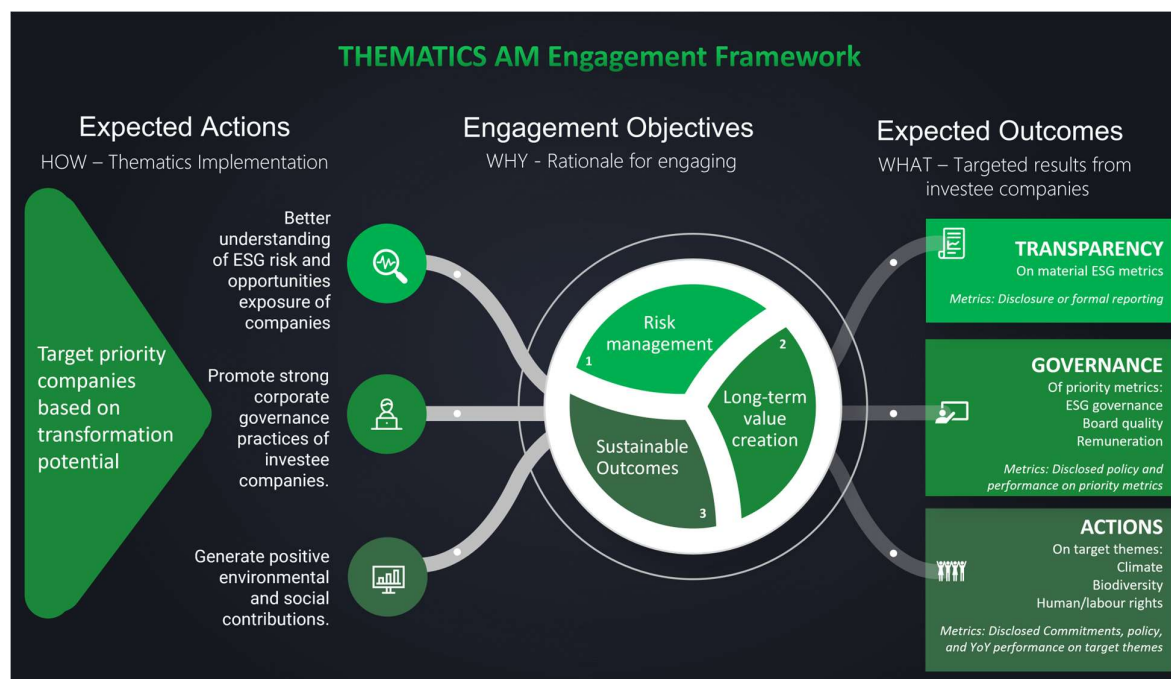 THEMATICS AM Engagement Framework
Expected Actions
HOW – Thematics Implementation
Target priority
companies
based on
transformation
potential
Better
understanding
of ESG risk and
opportunities
exposure of
companies
Promote strong
corporate
governance
practices of
investee
companies.
Generate positive
environmental
and social
contributions.
Engagement Objectives
WHY - Rationale for engaging
Risk
management
1
2
Long-term
value
creation
Sustainable
Outcomes
3
Expected Outcomes
WHAT – Targeted results from
investee companies
TRANSPARENCY
On material ESG metrics
Metrics: Disclosure or formal reporting
GOVERNANCE
Of priority metrics:
ESG governance
Board quality
Remuneration
Metrics: Disclosed policy and
performance on priority metrics
ACTIONS
On target themes:
Climate
Biodiversity
Human/labour rights
Metrics: Disclosed Commitments, policy,
and YoY performance on target themes